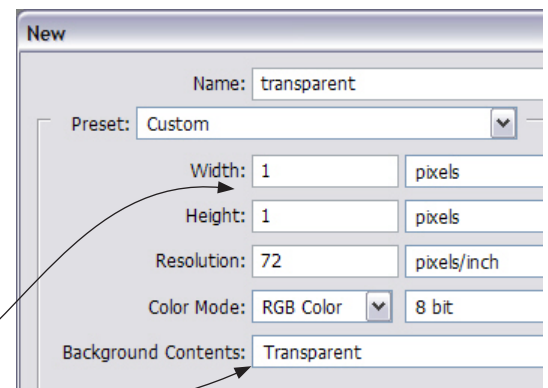 New
Name: transparent
Preset: Custom
Width: 1 pixels
Height: 1 pixels
Resolution: 72 pixels/inch
Color Mode: RGB Color 8 bit
Background Contents: Transparent